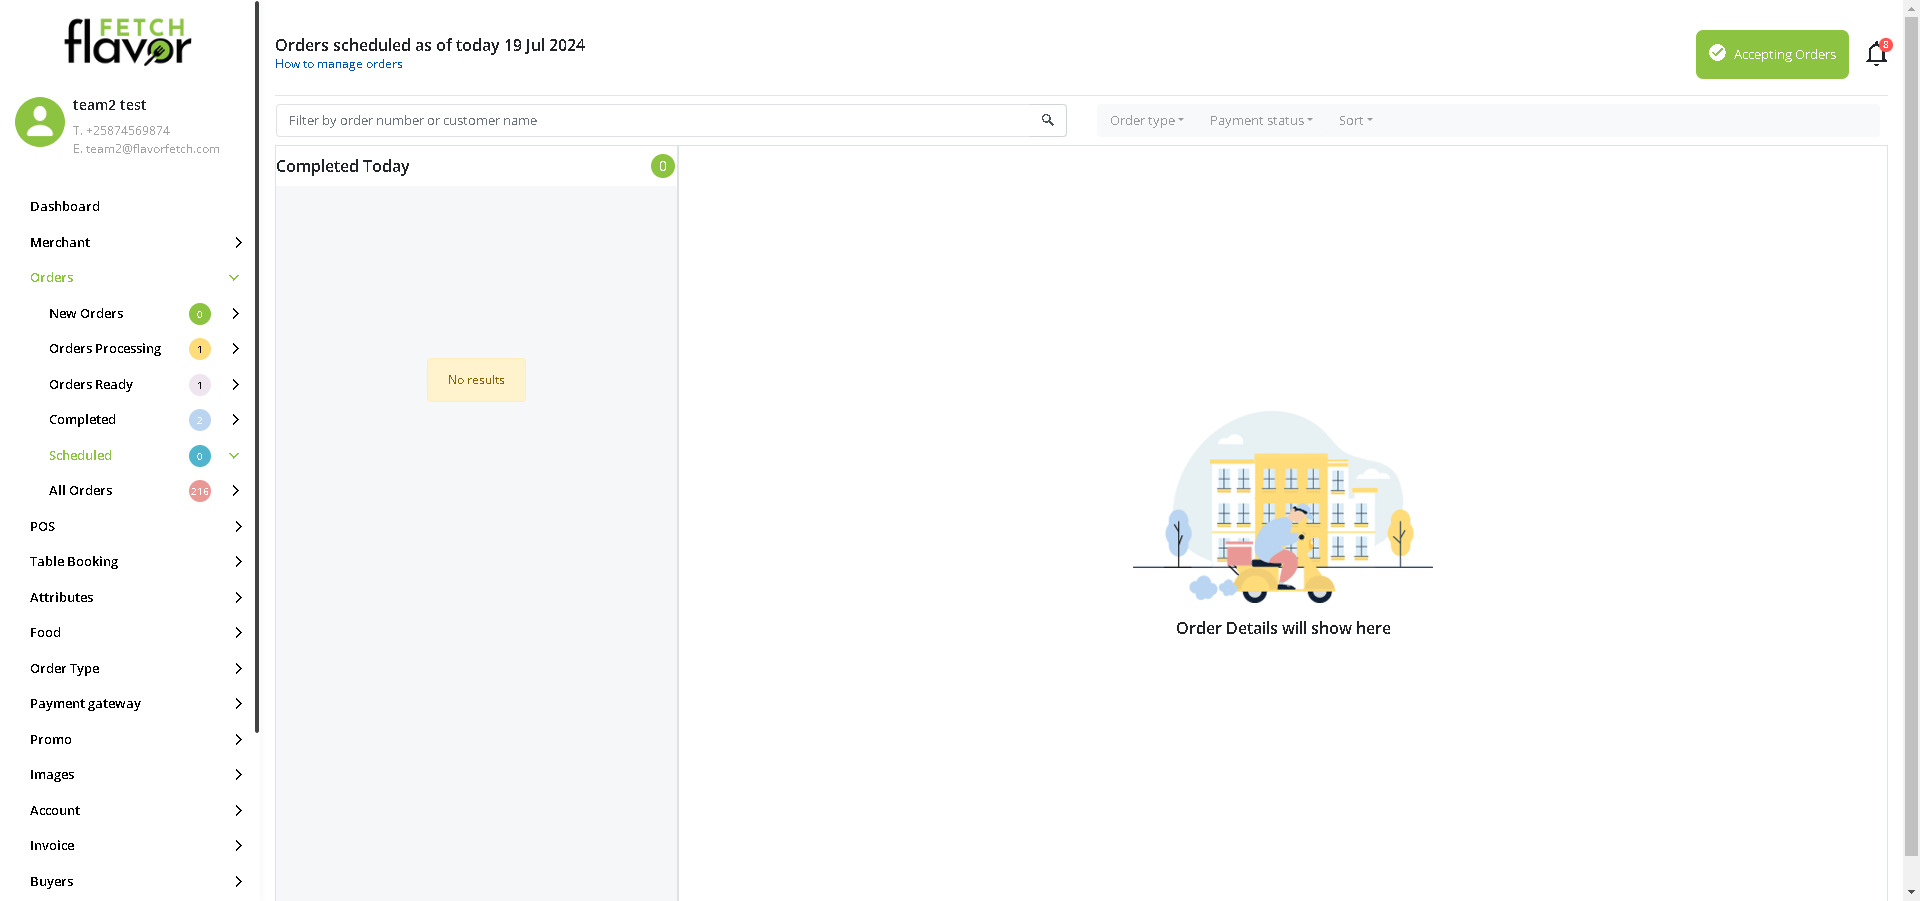 FETCH
flavor
team2 test
T. +25874569874
E. team2@flavorfetch.com
Dashboard
Merchant
Orders
New Orders 0
Orders Processing 1
Orders Ready 1
Completed 2
Scheduled 0
All Orders 216
POS
Table Booking
Attributes
Food
Order Type
Payment gateway
Promo
Images
Account
Invoice
Buyers
Orders scheduled as of today 19 Jul 2024
How to manage orders
Accepting Orders
8
Filter by order number or customer name
Order type Payment status Sort
Completed Today 0
No results
Order Details will show here